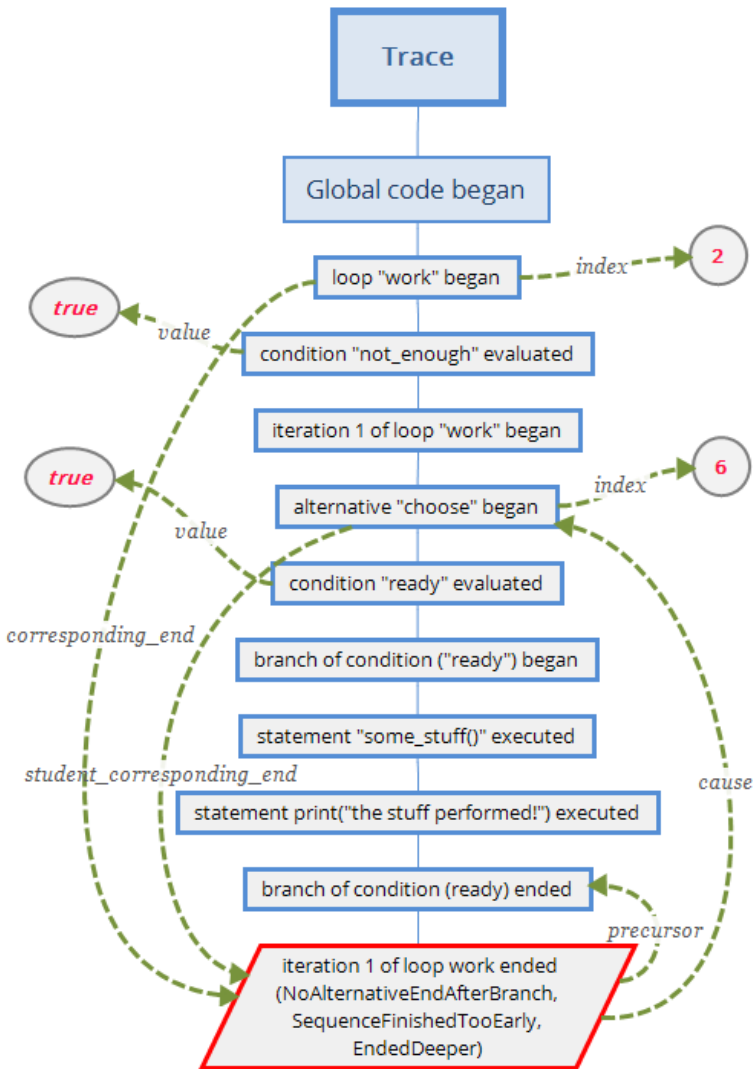 Trace
Global code began
loop "work" began
index
2
true
value
condition "not_enough" evaluated
iteration 1 of loop "work" began
true
alternative "choose" began
index
6
value
condition "ready" evaluated
corresponding_end
branch of condition ("ready") began
statement "some_stuff()" executed
student_corresponding_end
cause
statement print("the stuff performed!") executed
branch of condition (ready) ended
precursor
iteration 1 of loop work ended
(NoAlternativeEndAfterBranch,
SequenceFinishedTooEarly,
EndedDeeper)